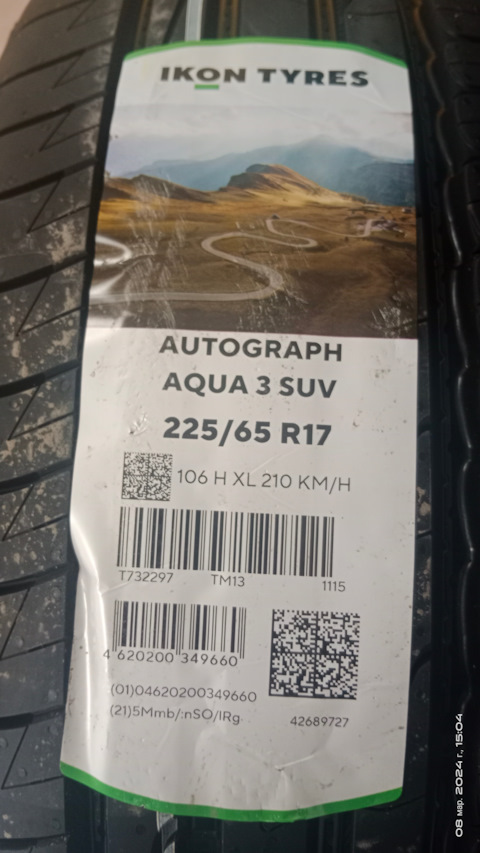 IKON TYRES
AUTOGRAPH
AQUA 3 SUV
225/65 R17
106 H XL 210 KM/H
T732297 TM13 1115
4 620200 349660
(01)04620200349660
(21)5Mmb/:nSO/IRg
42689727
08 мар. 2024 г., 15:04